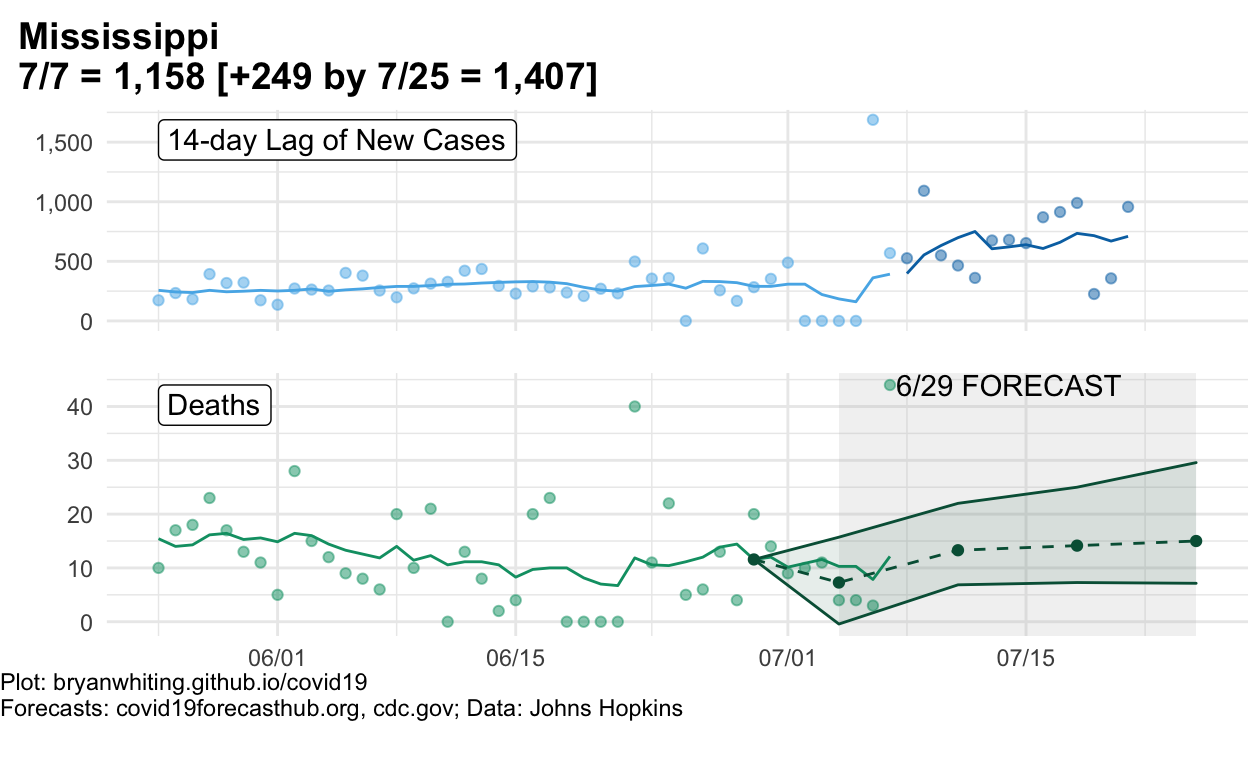 Mississippi
7/7 = 1,158 [+249 by 7/25 = 1,407]
14-day Lag of New Cases
1,500
1,000
500
0
Deaths
6/29 FORECAST
40
30
20
10
0
06/01 06/15 07/01 07/15
Plot: bryanwhiting.github.io/covid19
Forecasts: covid19forecasthub.org, cdc.gov; Data: Johns Hopkins